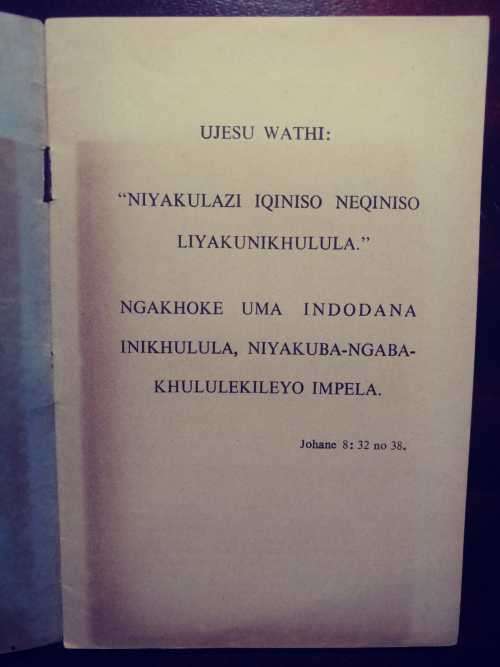 UJESU WATHI:
“NIYAKULAZI IQINISO NEQINISO
LIYAKUNIKHULULA.”
NGAKHOKE UMA INDODANA
INIKHULULA, NIYAKUBA-NGABA-
KHULULEKILEYO IMPELA.
Johane 8: 32 no 38.